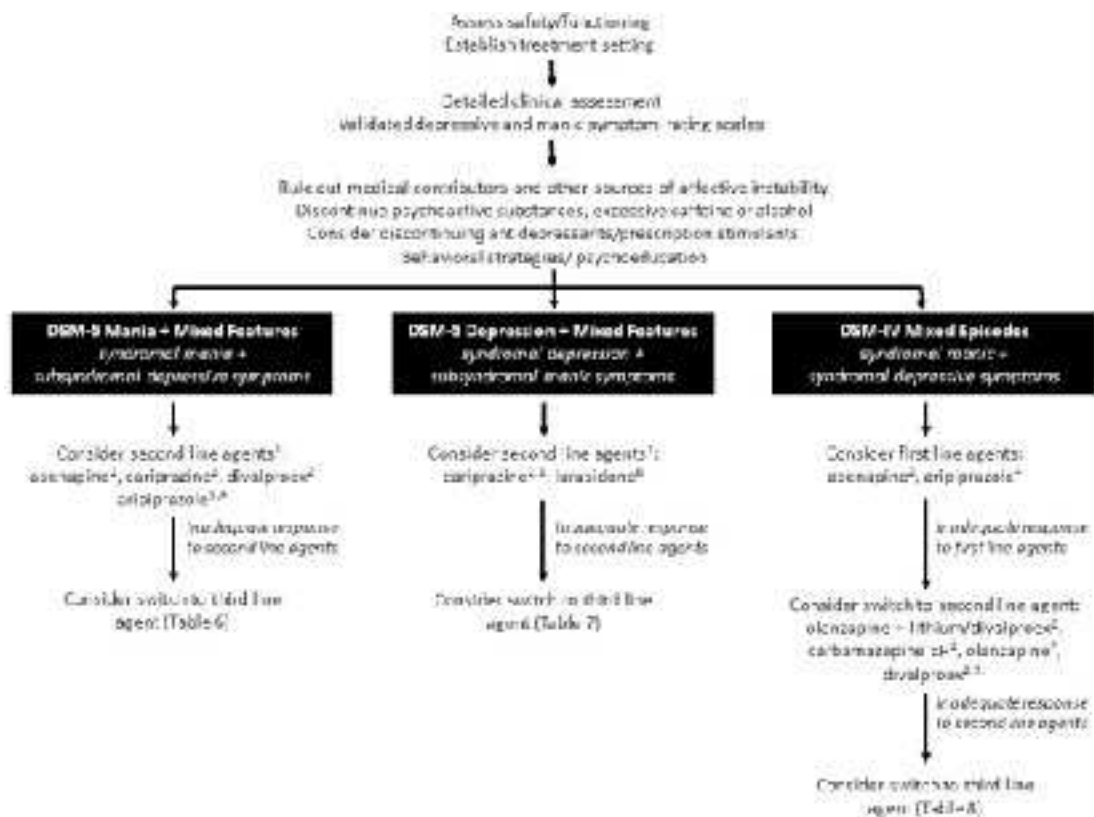 Assess safety/functioning
Establish treatment setting
Detailed clinical assessment
Validated depressive and manic symptom rating scales
Rule out medical contributors and other sources of affective instability
Discontinue psychoactive substances, excessive caffeine or alcohol
Consider discontinuing antidepressants/prescription stimulants
Behavioral strategies/ psychoeducation
DSM-5 Mania + Mixed Features
syndromal mania +
subsyndromal depressive symptoms
Consider second line agents
asenapine, cariprazine, divalproex
aripiprazole
Inadequate response
to second line agents
Consider switch to third line
agent (Table 6)
DSM-5 Depression + Mixed Features
syndromal depression +
subsyndromal manic symptoms
Consider second line agents
cariprazine, lurasidone
Inadequate response
to second line agents
Consider switch to third line
agent (Table 7)
DSM-IV Mixed Episodes
syndromal manic +
syndromal depressive symptoms
Consider first line agents:
asenapine, aripiprazole
Inadequate response
to first line agents
Consider switch to second line agent:
olanzapine + lithium/divalproex
carbamazepine, olanzapine
divalproex
Inadequate response
to second line agents
Consider switch to third line
agent (Table 8)